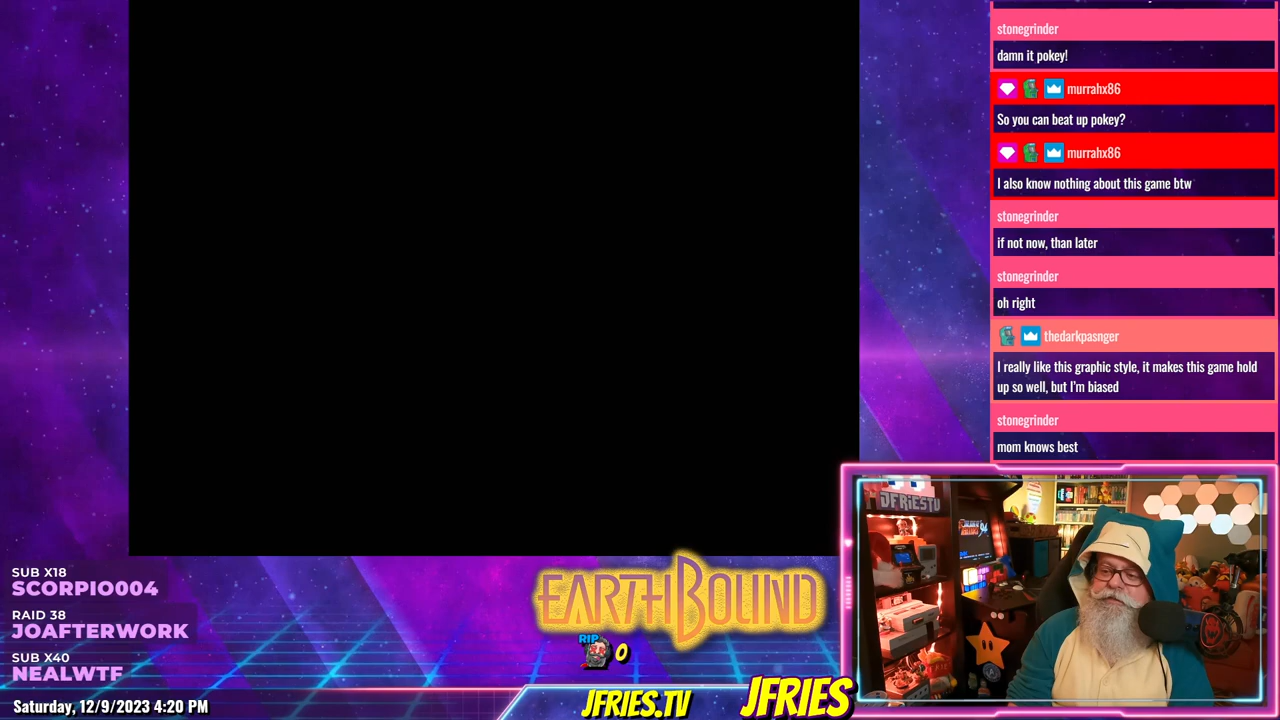 stonegrinder
damn it pokey!
murrahx86
So you can beat up pokey?
murrahx86
I also know nothing about this game btw
stonegrinder
if not now, than later
stonegrinder
oh right
thedarkpasnger
I really like this graphic style, it makes this game hold
up so well, but I'm biased
stonegrinder
mom knows best
JFRIESTV
94
SUB X18
SCORPIO004
RAID 38
JOAFTERWORK
SUB X40
NEALWTF
Saturday, 12/9/2023 4:20 PM
EARTHBOUND
RIP
0
JFRIES.TV
JFRIES